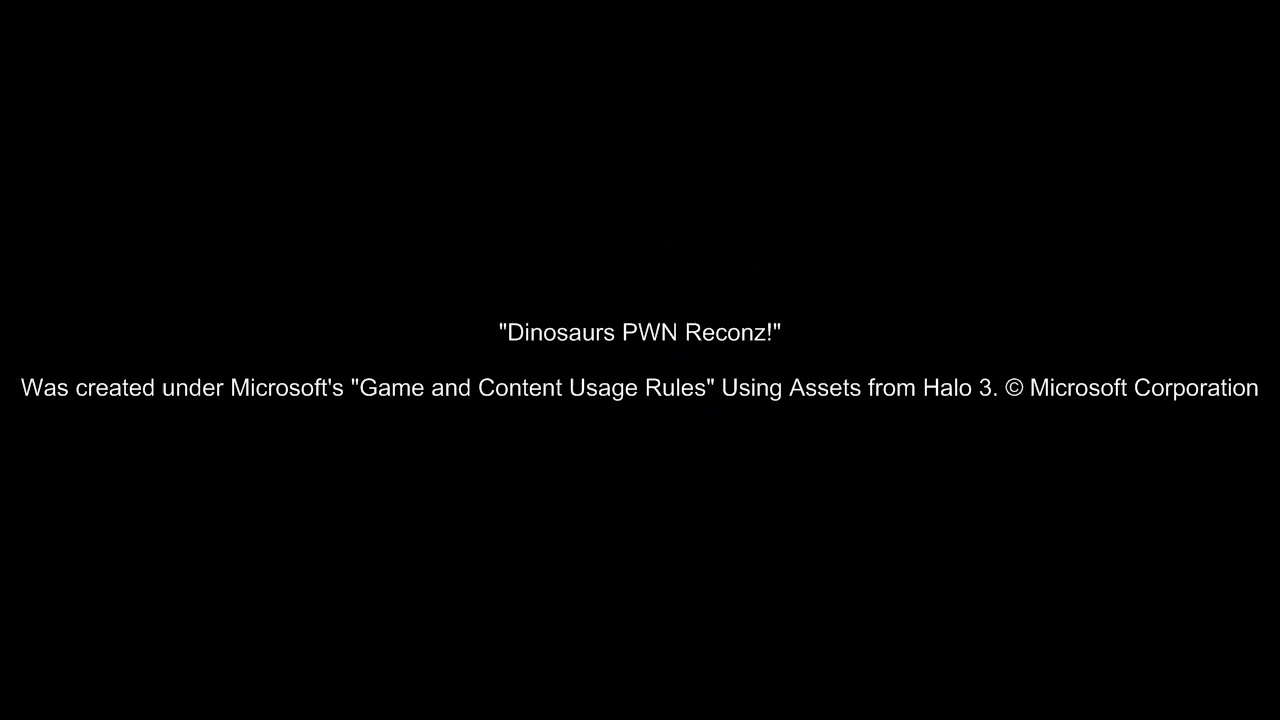 "Dinosaurs PWN Reconz!"
Was created under Microsoft's "Game and Content Usage Rules" Using Assets from Halo 3. © Microsoft Corporation